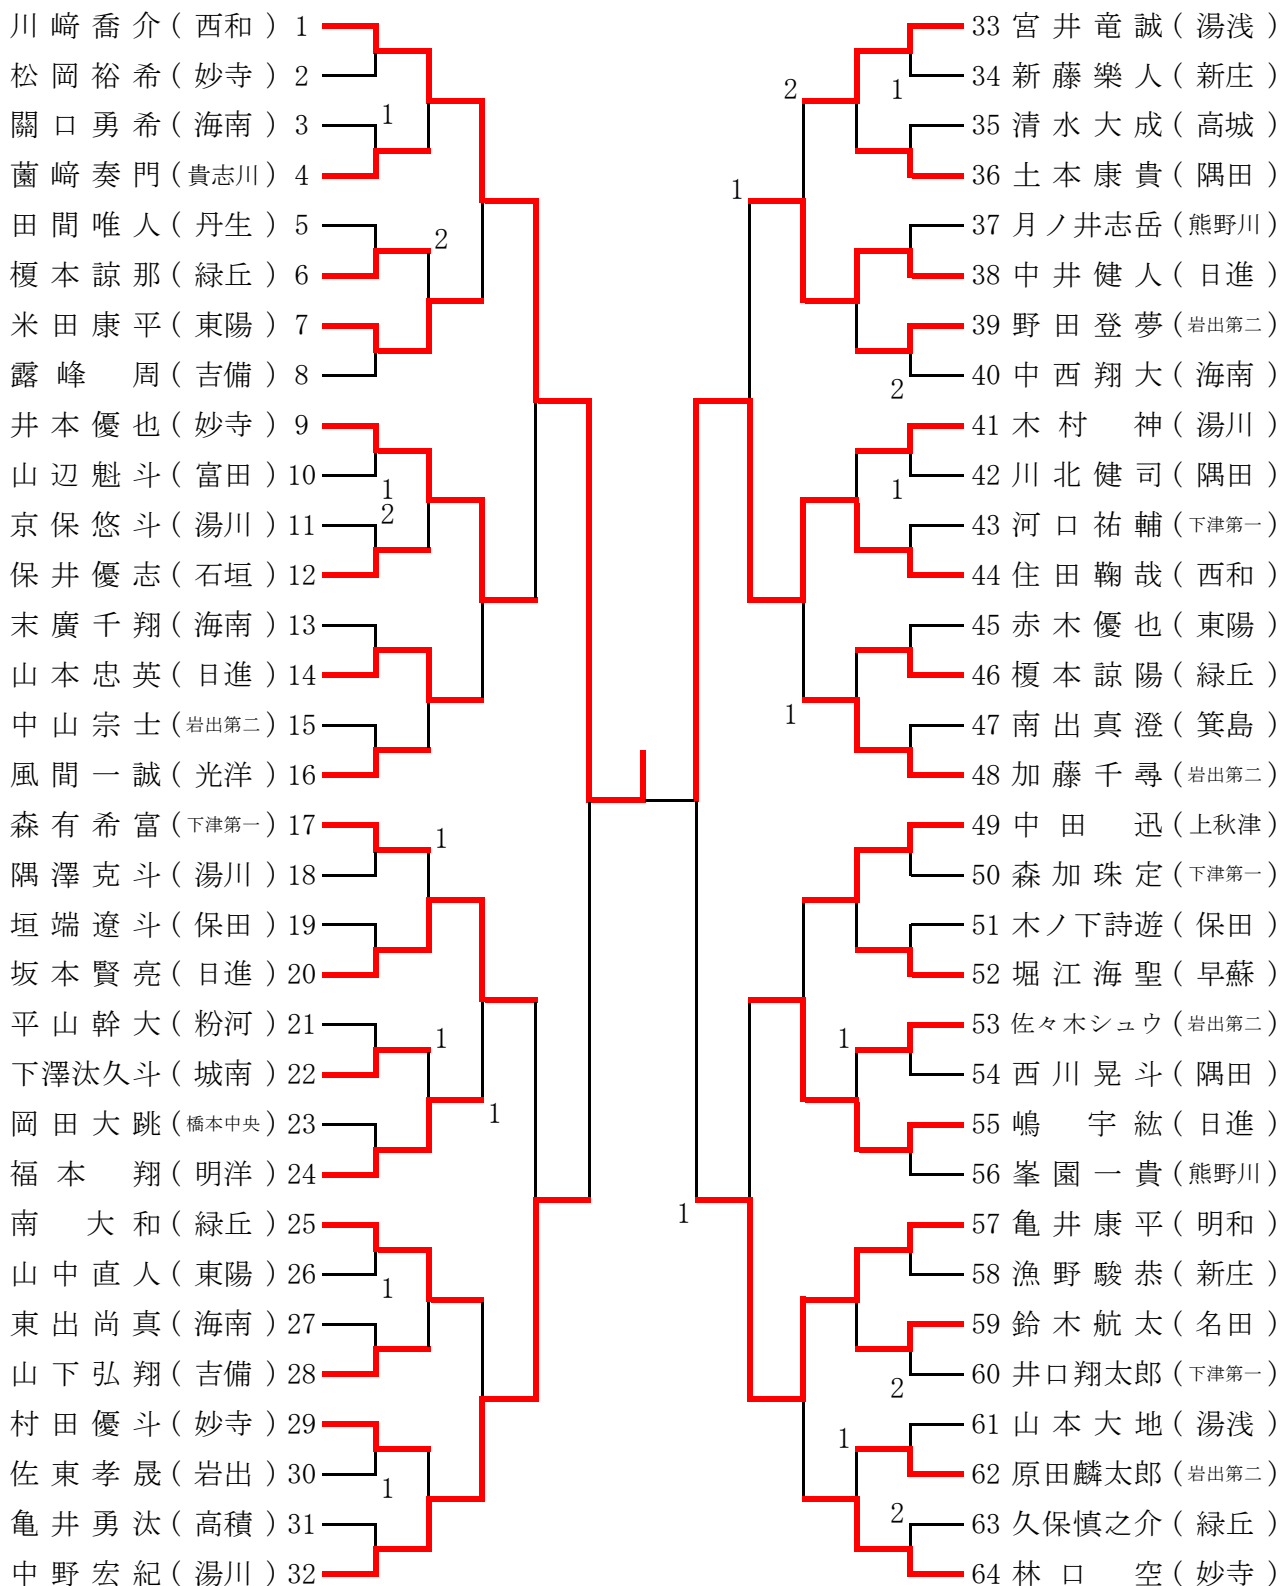 川﨑喬介(西和) 1
松岡裕希(妙寺) 2
關口勇希(海南) 3
薗﨑奏門(貴志川) 4
田間唯人(丹生) 5
榎本諒那(緑丘) 6
米田康平(東陽) 7
露峰　周(吉備) 8
井本優也(妙寺) 9
山辺魁斗(富田) 10
京保悠斗(湯川) 11
保井優志(石垣) 12
末廣千翔(海南) 13
山本忠英(日進) 14
中山宗士(岩出第二) 15
風間一誠(光洋) 16
森有希富(下津第一) 17
隅澤克斗(湯川) 18
垣端遼斗(保田) 19
坂本賢亮(日進) 20
平山幹大(粉河) 21
下澤汰久斗(城南) 22
岡田大跳(橋本中央) 23
福本　翔(明洋) 24
南　大和(緑丘) 25
山中直人(東陽) 26
東出尚真(海南) 27
山下弘翔(吉備) 28
村田優斗(妙寺) 29
佐東孝晟(岩出) 30
亀井勇汰(高積) 31
中野宏紀(湯川) 32
1
2
1
2
1
1
1
1
1
33 宮井竜誠(湯浅)
34 新藤樂人(新庄)
35 清水大成(高城)
36 土本康貴(隅田)
37 月ノ井志岳(熊野川)
38 中井健人(日進)
39 野田登夢(岩出第二)
40 中西翔大(海南)
41 木村　神(湯川)
42 川北健司(隅田)
43 河口祐輔(下津第一)
44 住田鞠哉(西和)
45 赤木優也(東陽)
46 榎本諒陽(緑丘)
47 南出真澄(箕島)
48 加藤千尋(岩出第二)
49 中田　迅(上秋津)
50 森加珠定(下津第一)
51 木ノ下詩遊(保田)
52 堀江海聖(早蘇)
53 佐々木シュウ(岩出第二)
54 西川晃斗(隅田)
55 嶋　宇紘(日進)
56 峯園一貴(熊野川)
57 亀井康平(明和)
58 漁野駿恭(新庄)
59 鈴木航太(名田)
60 井口翔太郎(下津第一)
61 山本大地(湯浅)
62 原田麟太郎(岩出第二)
63 久保慎之介(緑丘)
64 林口　空(妙寺)
2
1
1
2
1
1
1
1
2
1
2